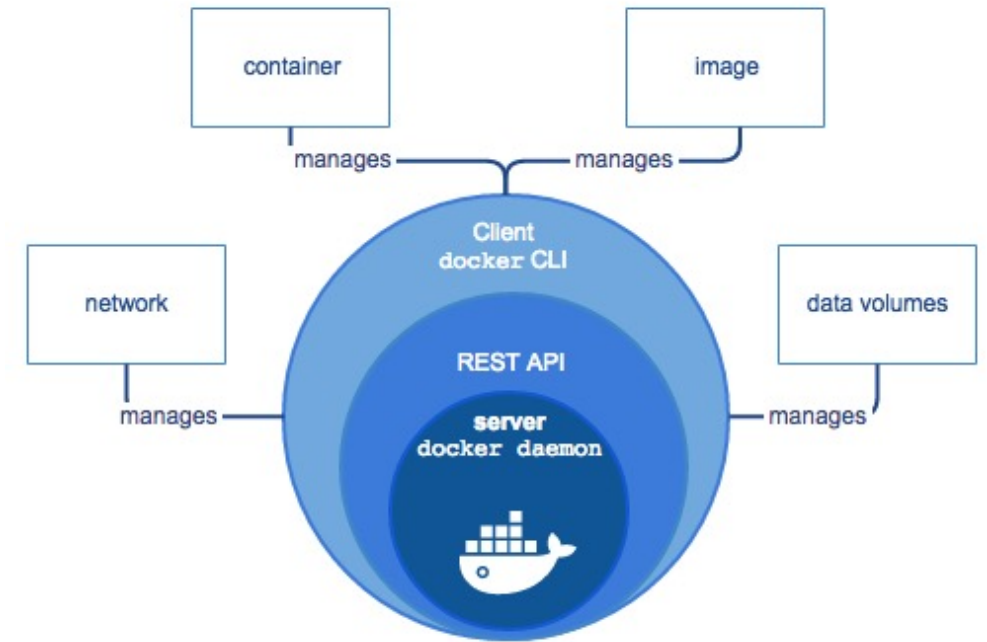 container
image
manages
manages
Client
docker CLI
network
data volumes
REST API
manages
manages
server
docker daemon